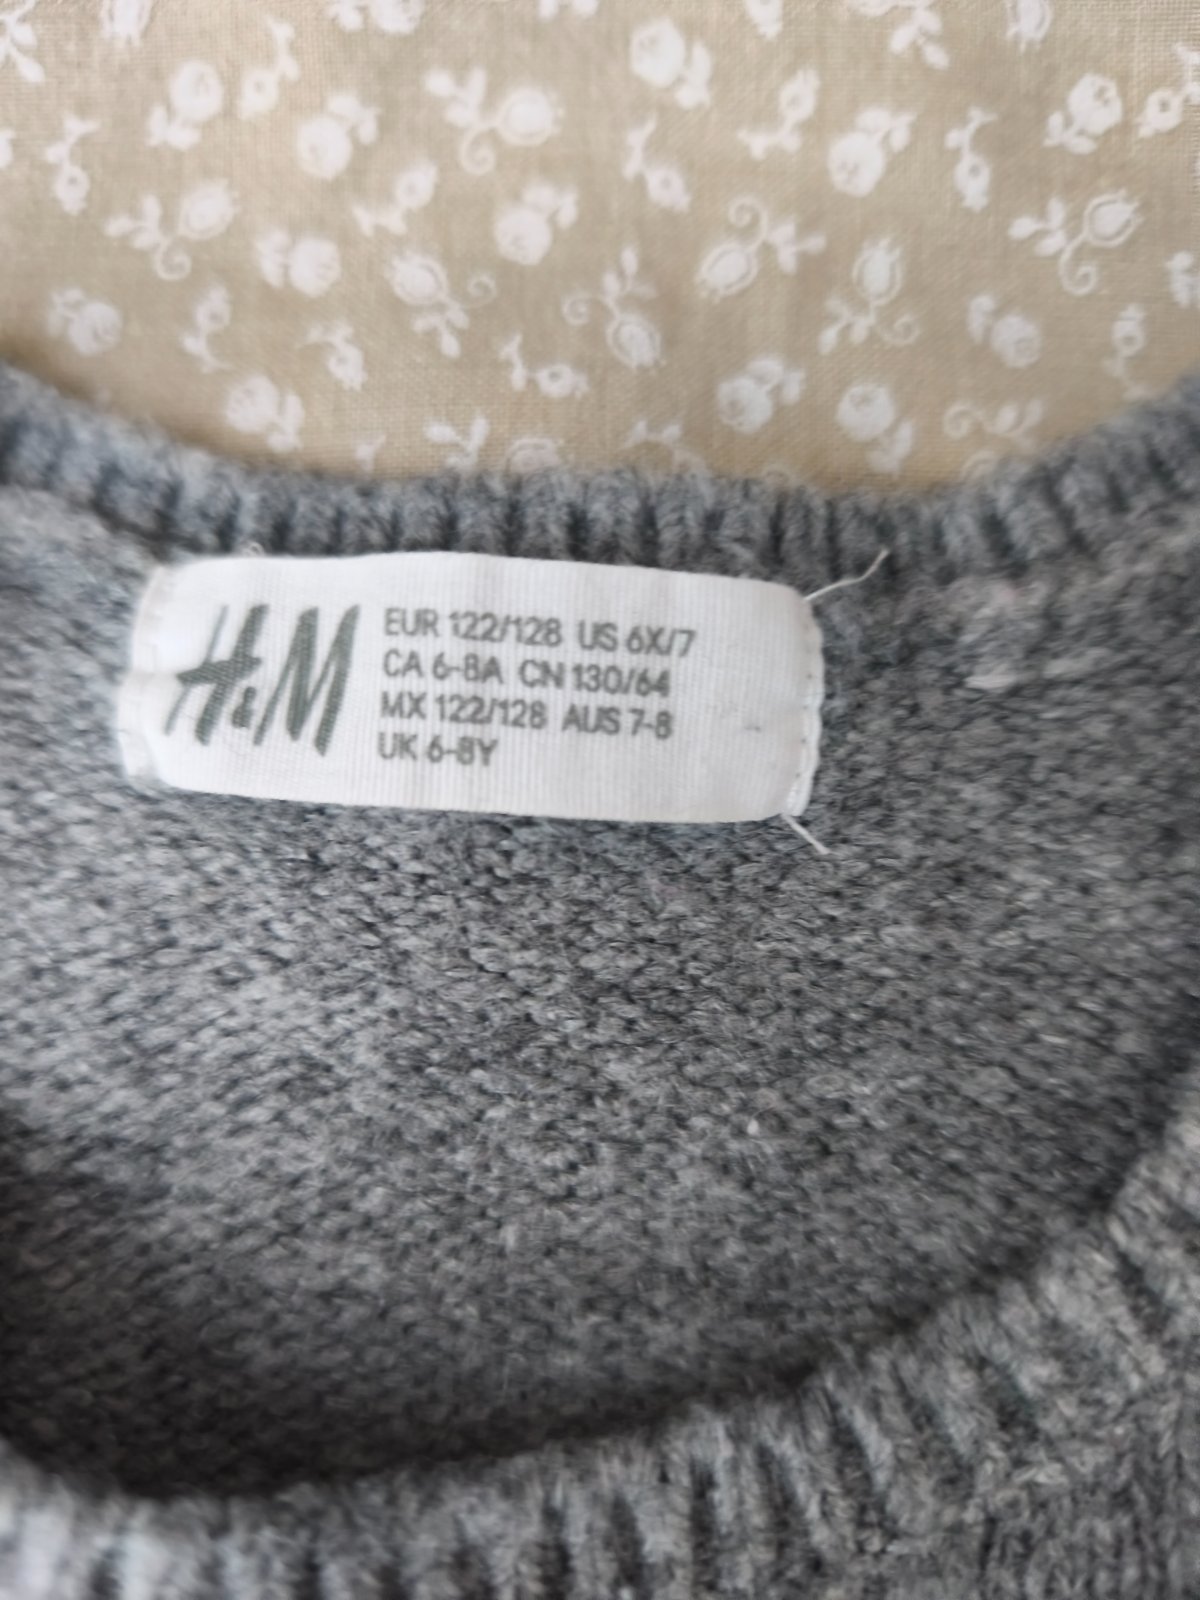 H&M
EUR 122/128 US 6X/7
CA 6-8A CN 130/64
MX 122/128 AUS 7-8
UK 6-8Y